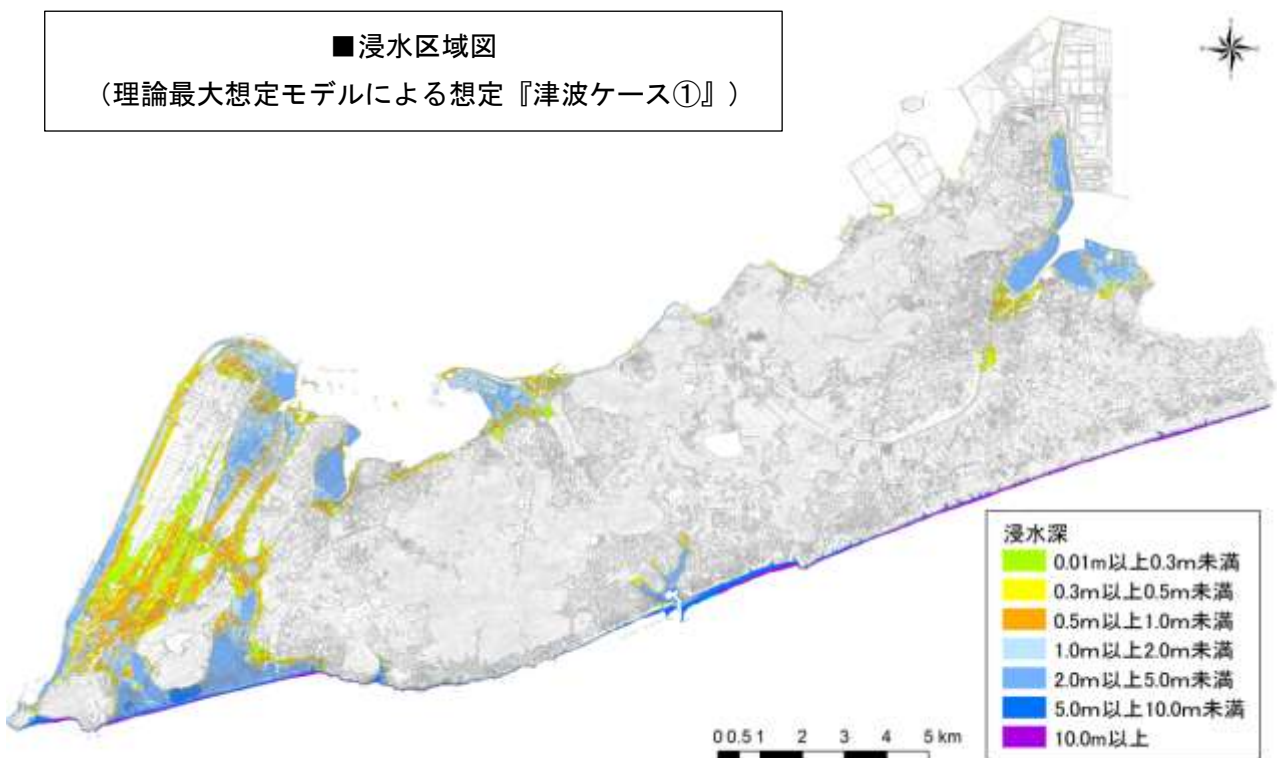 ■浸水区域図
（理論最大想定モデルによる想定『津波ケース①』）
浸水深
0.01m以上0.3m未満
0.3m以上0.5m未満
0.5m以上1.0m未満
1.0m以上2.0m未満
2.0m以上5.0m未満
5.0m以上10.0m未満
10.0m以上
0 0.5 1 2 3 4 5 km